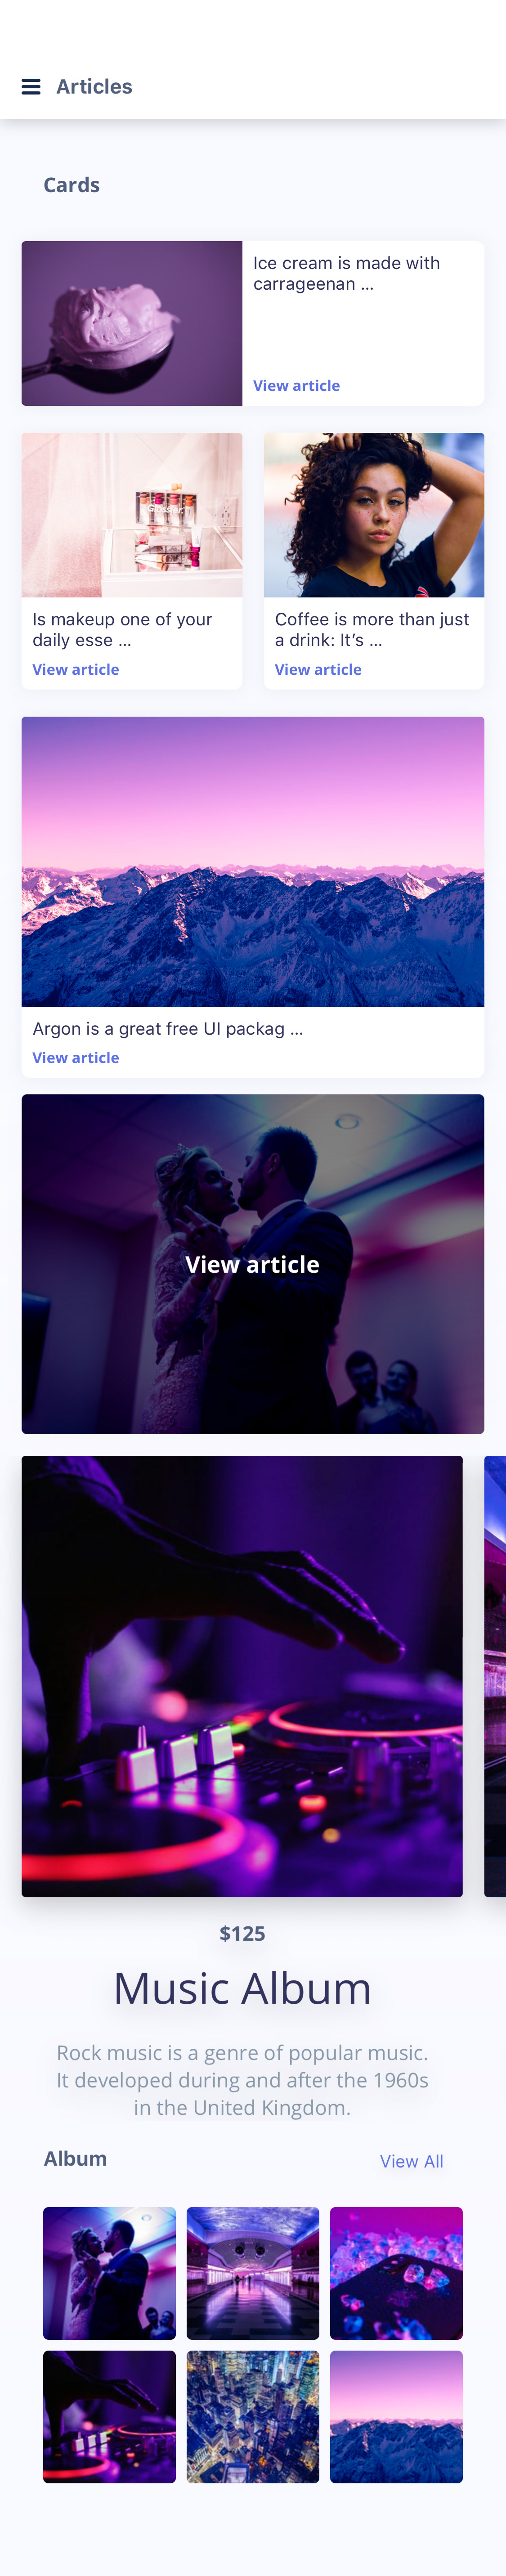 Articles
Cards
Ice cream is made with
carrageenan ...
View article
Glossier.
Is makeup one of your
daily esse ...
View article
Coffee is more than just
a drink: It’s ...
View article
Argon is a great free UI packag ...
View article
View article
$125
Music Album
Rock music is a genre of popular music.
It developed during and after the 1960s
in the United Kingdom.
Album
View All